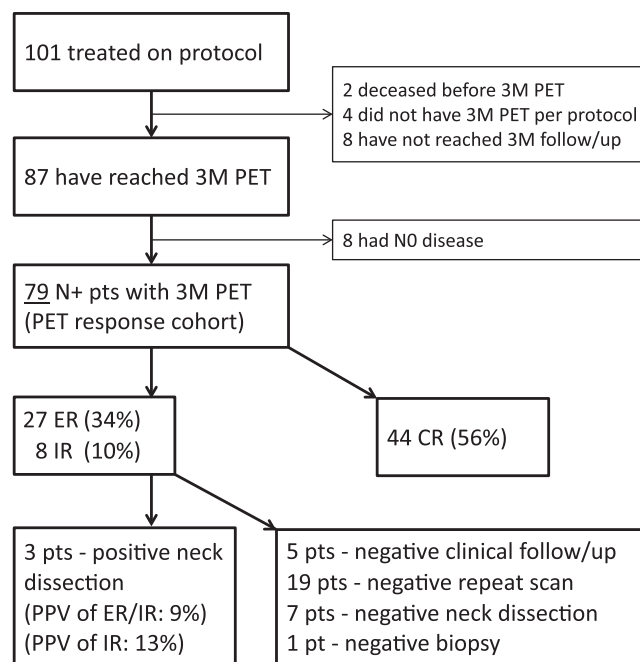 101 treated on protocol
2 deceased before 3M PET
4 did not have 3M PET per protocol
8 have not reached 3M follow/up
87 have reached 3M PET
8 had N0 disease
79 N+ pts with 3M PET
(PET response cohort)
27 ER (34%)
8 IR (10%)
44 CR (56%)
3 pts - positive neck
dissection
(PPV of ER/IR: 9%)
(PPV of IR: 13%)
5 pts - negative clinical follow/up
19 pts - negative repeat scan
7 pts - negative neck dissection
1 pt - negative biopsy